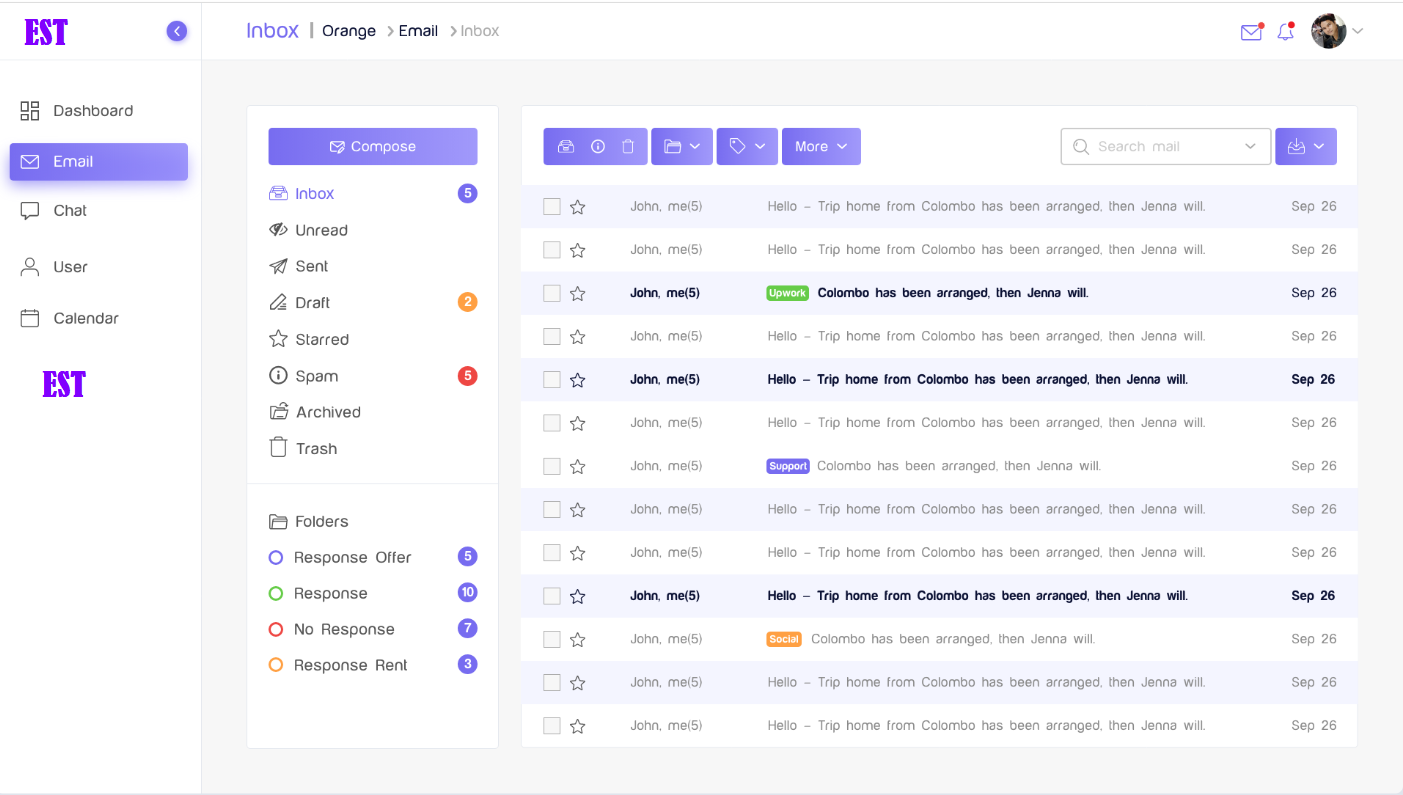 EST
Inbox | Orange > Email > Inbox
Dashboard
Email
Chat
User
Calendar
EST
Compose
Inbox 5
Unread
Sent
Draft 2
Starred
Spam 5
Archived
Trash
Folders
Response Offer 5
Response 10
No Response 7
Response Rent 3
More
Search mail
John, me(5) Hello – Trip home from Colombo has been arranged, then Jenna will. Sep 26
John, me(5) Hello – Trip home from Colombo has been arranged, then Jenna will. Sep 26
John, me(5) Upwork Colombo has been arranged, then Jenna will. Sep 26
John, me(5) Hello – Trip home from Colombo has been arranged, then Jenna will. Sep 26
John, me(5) Hello – Trip home from Colombo has been arranged, then Jenna will. Sep 26
John, me(5) Hello – Trip home from Colombo has been arranged, then Jenna will. Sep 26
John, me(5) Support Colombo has been arranged, then Jenna will. Sep 26
John, me(5) Hello – Trip home from Colombo has been arranged, then Jenna will. Sep 26
John, me(5) Hello – Trip home from Colombo has been arranged, then Jenna will. Sep 26
John, me(5) Hello – Trip home from Colombo has been arranged, then Jenna will. Sep 26
John, me(5) Social Colombo has been arranged, then Jenna will. Sep 26
John, me(5) Hello – Trip home from Colombo has been arranged, then Jenna will. Sep 26
John, me(5) Hello – Trip home from Colombo has been arranged, then Jenna will. Sep 26